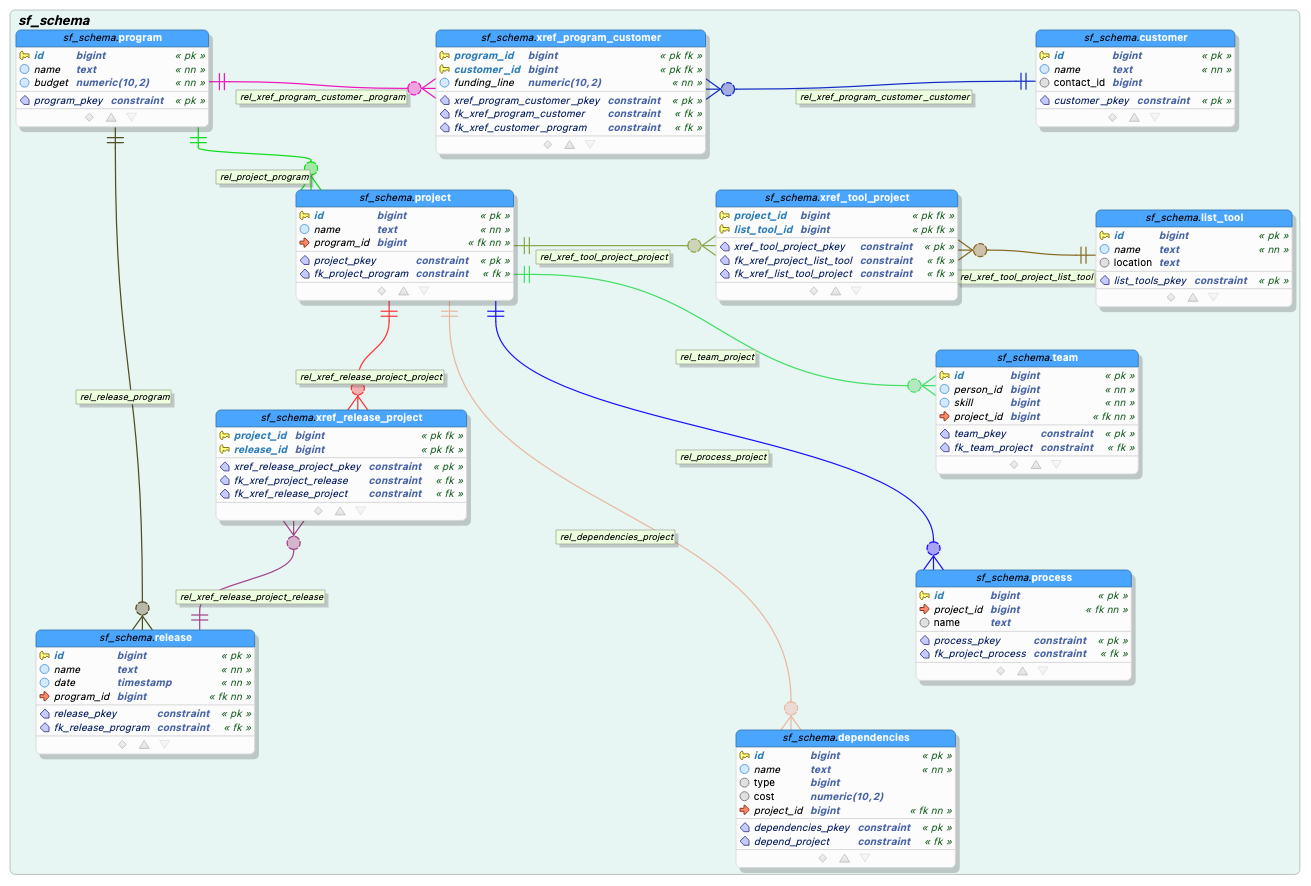 sf_schema
sf_schema.program
id bigint « pk »
name text « nn »
budget numeric(10,2) « nn »
program_pkey constraint « pk »
sf_schema.xref_program_customer
program_id bigint « pk fk »
customer_id bigint « pk fk »
funding_line numeric(10,2) « nn »
xref_program_customer_pkey constraint « pk »
fk_xref_program_customer constraint « fk »
fk_xref_customer_program constraint « fk »
sf_schema.customer
id bigint « pk »
name text « nn »
contact_id bigint
customer_pkey constraint « pk »
rel_xref_program_customer_program
rel_xref_program_customer_customer
rel_project_program
sf_schema.project
id bigint « pk »
name text « nn »
program_id bigint « fk nn »
project_pkey constraint « pk »
fk_project_program constraint « fk »
rel_xref_tool_project_project
sf_schema.xref_tool_project
project_id bigint « pk fk »
list_tool_id bigint « pk fk »
xref_tool_project_pkey constraint « pk »
fk_xref_project_list_tool constraint « fk »
fk_xref_list_tool_project constraint « fk »
rel_xref_tool_project_list_tool
sf_schema.list_tool
id bigint « pk »
name text « nn »
location text
list_tools_pkey constraint « pk »
rel_team_project
sf_schema.team
id bigint « pk »
person_id bigint « nn »
skill bigint « nn »
project_id bigint « fk nn »
team_pkey constraint « pk »
fk_team_project constraint « fk »
rel_xref_release_project_project
rel_release_program
sf_schema.xref_release_project
project_id bigint « pk fk »
release_id bigint « pk fk »
xref_release_project_pkey constraint « pk »
fk_xref_project_release constraint « fk »
fk_xref_release_project constraint « fk »
rel_process_project
rel_dependencies_project
sf_schema.process
id bigint « pk »
project_id bigint « fk nn »
name text
process_pkey constraint « pk »
fk_project_process constraint « fk »
rel_xref_release_project_release
sf_schema.release
id bigint « pk »
name text « nn »
date timestamp « nn »
program_id bigint « fk nn »
release_pkey constraint « pk »
fk_release_program constraint « fk »
sf_schema.dependencies
id bigint « pk »
name text « nn »
type bigint
cost numeric(10,2)
project_id bigint « fk nn »
dependencies_pkey constraint « pk »
depend_project constraint « fk »